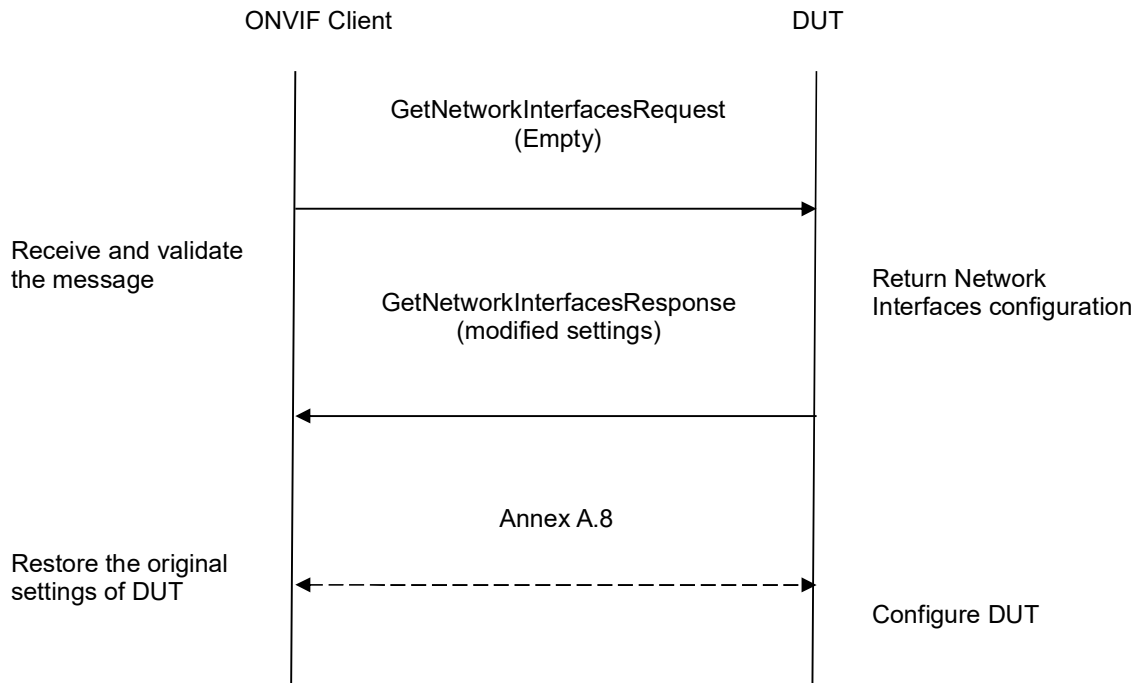 ONVIF Client
DUT
GetNetworkInterfacesRequest
(Empty)
Receive and validate
the message
Return Network
Interfaces configuration
GetNetworkInterfacesResponse
(modified settings)
Annex A.8
Restore the original
settings of DUT
Configure DUT